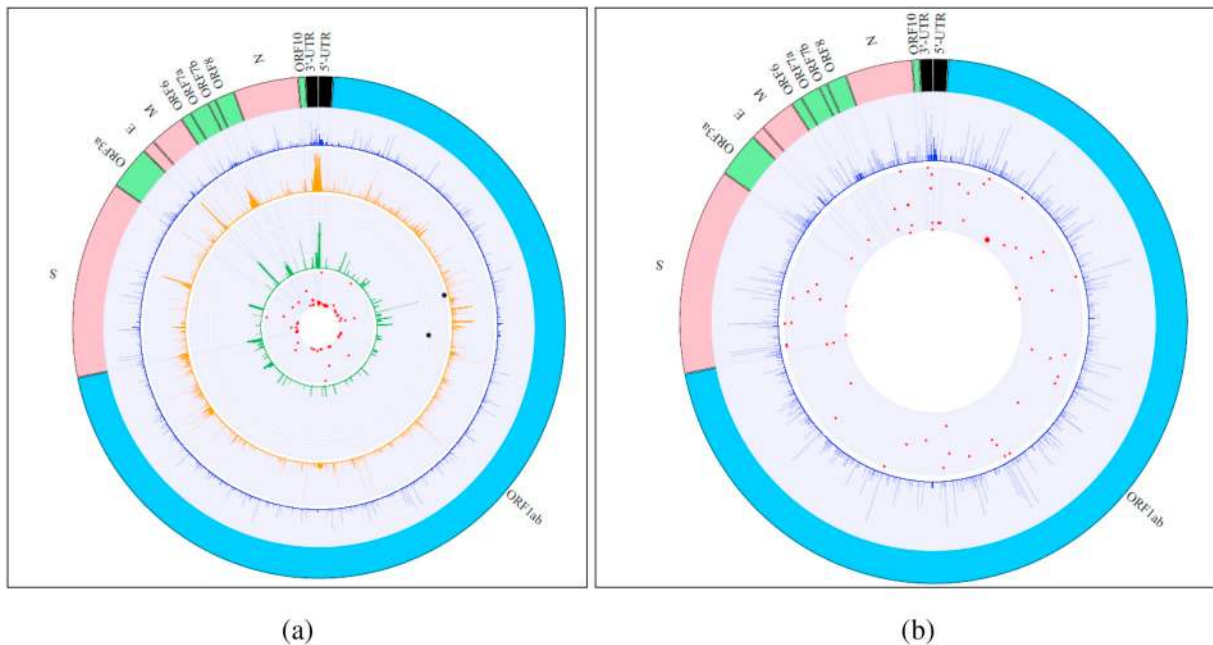 S
ORF3a
E
M
ORF6
ORF7a
ORF7b
ORF8
N
ORF10
3'-UTR
5'-UTR
ORF1ab
S
ORF3a
E
M
ORF6
ORF7a
ORF7b
ORF8
N
ORF10
3'-UTR
5'-UTR
ORF1ab
(a)
(b)